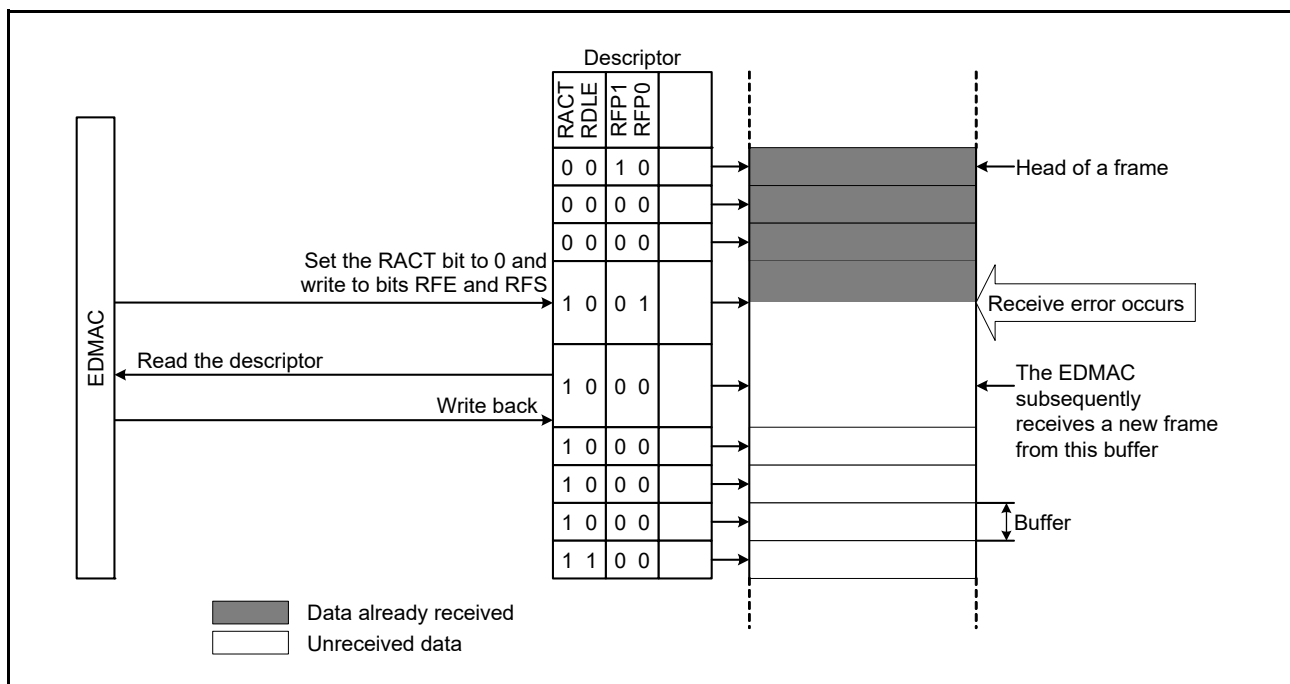 Descriptor
RACT
RDLE
RFP1
RFP0
0 0 1 0
Head of a frame
0 0 0 0
0 0 0 0
Set the RACT bit to 0 and
write to bits RFE and RFS
1 0 0 1
Receive error occurs
EDMAC
Read the descriptor
1 0 0 0
Write back
The EDMAC
subsequently
receives a new frame
from this buffer
1 0 0 0
1 0 0 0
1 0 0 0
Buffer
1 1 0 0
Data already received
Unreceived data